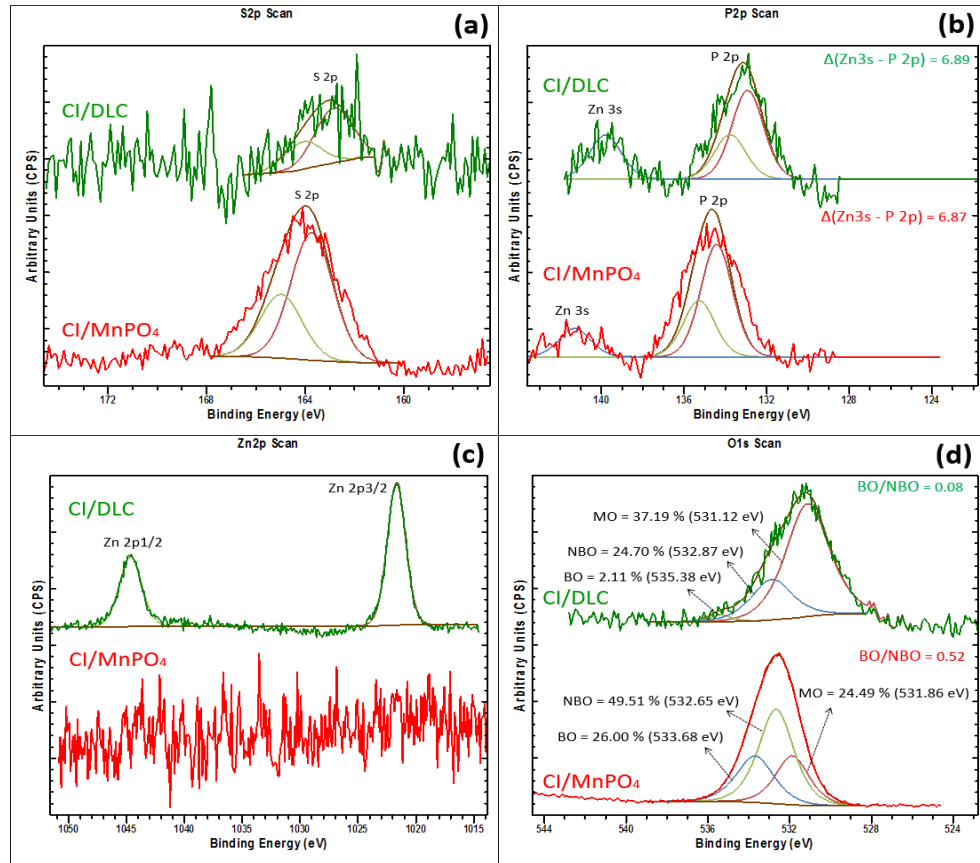 S2p Scan
(a)
S 2p
CI/DLC
S 2p
CI/MnPO₄
Arbitrary Units (CPS)
172 168 164 160
Binding Energy (eV)
P2p Scan
(b)
Δ(Zn3s - P 2p) = 6.89
P 2p
CI/DLC
Zn 3s
Δ(Zn3s - P 2p) = 6.87
P 2p
CI/MnPO₄
Zn 3s
Arbitrary Units (CPS)
140 136 132 128 124
Binding Energy (eV)
Zn2p Scan
(c)
Zn 2p3/2
CI/DLC
Zn 2p1/2
CI/MnPO₄
Arbitrary Units (CPS)
1050 1045 1040 1035 1030 1025 1020 1015
Binding Energy (eV)
O1s Scan
(d)
BO/NBO = 0.08
MO = 37.19 % (531.12 eV)
NBO = 24.70 % (532.87 eV)
BO = 2.11 % (535.38 eV)
CI/DLC
BO/NBO = 0.52
MO = 24.49 % (531.86 eV)
NBO = 49.51 % (532.65 eV)
BO = 26.00 % (533.68 eV)
CI/MnPO₄
Arbitrary Units (CPS)
544 540 536 532 528 524
Binding Energy (eV)